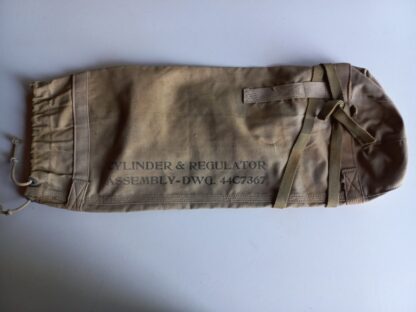 CYLINDER & REGULATOR
ASSEMBLY-DWG. 44C7367